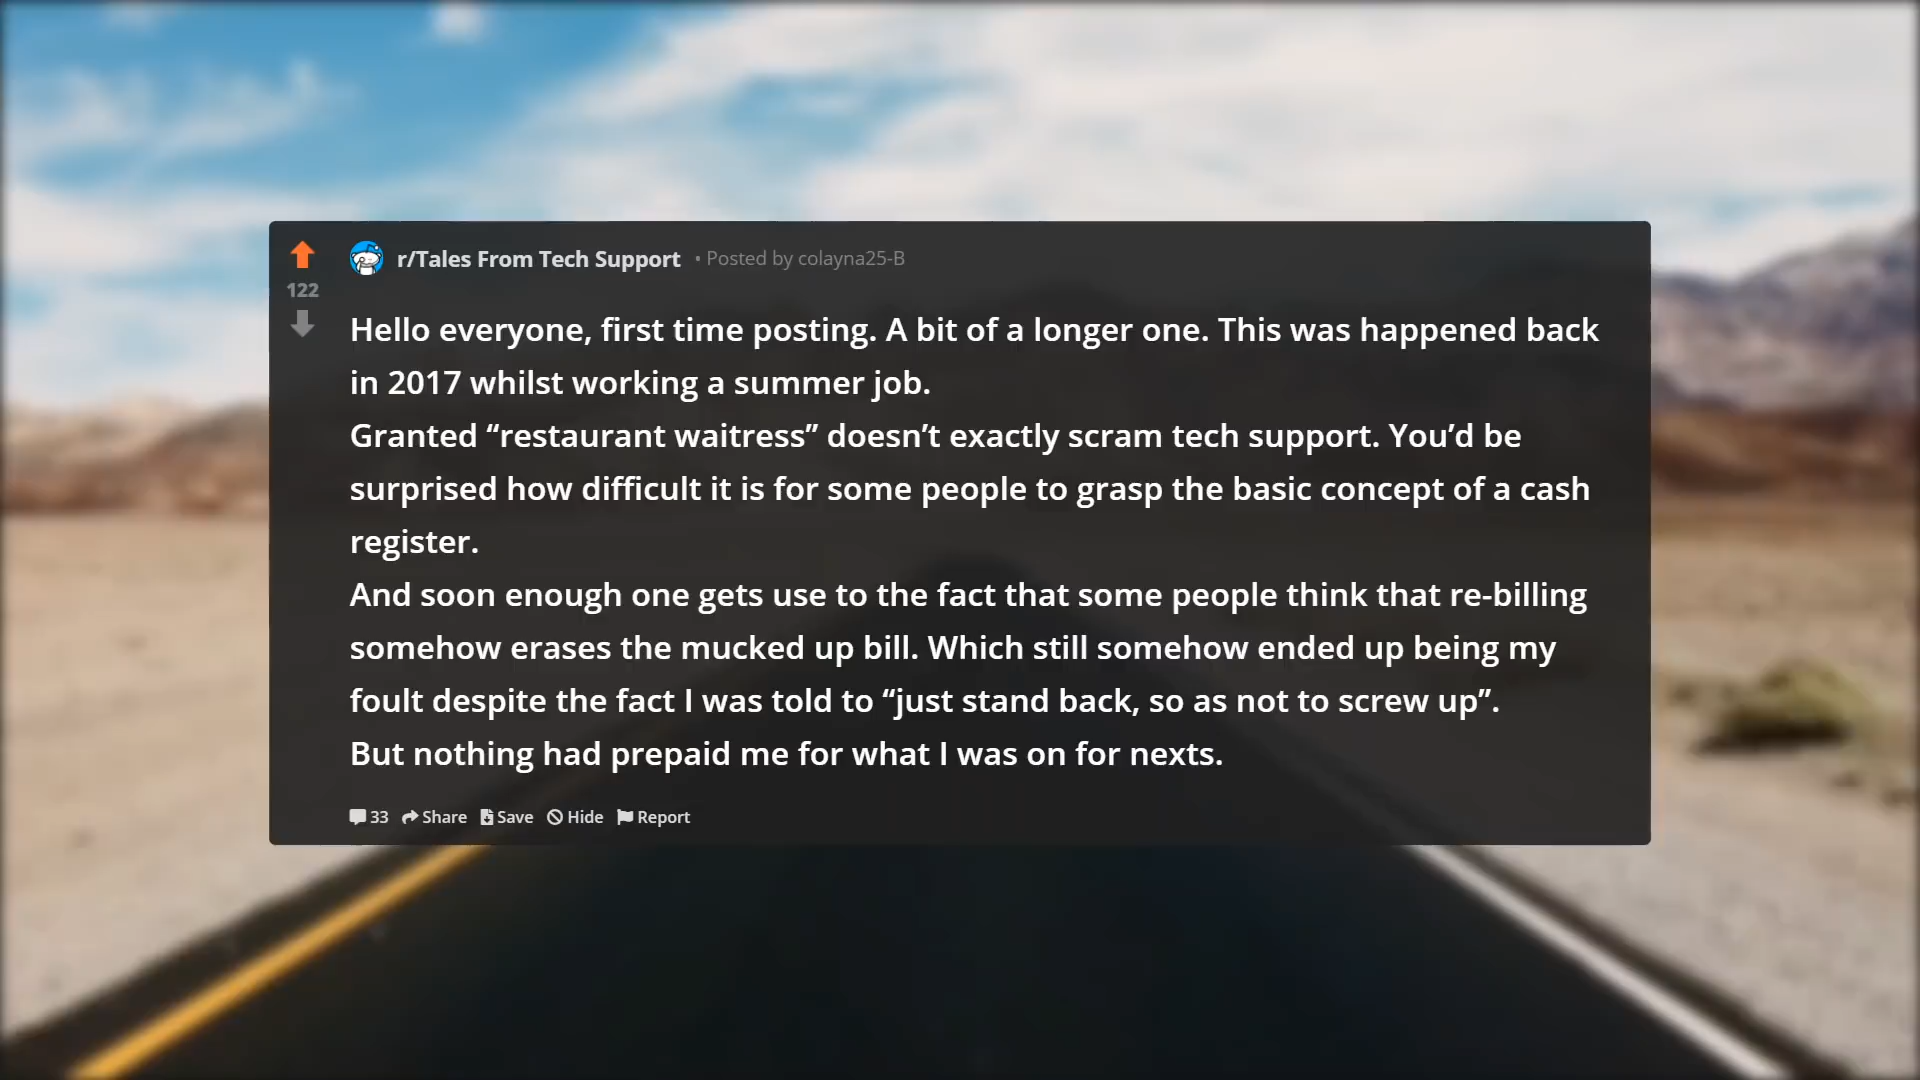 r/Tales From Tech Support • Posted by colayna25-B
122
Hello everyone, first time posting. A bit of a longer one. This was happened back
in 2017 whilst working a summer job.
Granted “restaurant waitress” doesn’t exactly scram tech support. You’d be
surprised how difficult it is for some people to grasp the basic concept of a cash
register.
And soon enough one gets use to the fact that some people think that re-billing
somehow erases the mucked up bill. Which still somehow ended up being my
foult despite the fact I was told to “just stand back, so as not to screw up”.
But nothing had prepaid me for what I was on for nexts.
33 Share Save Hide Report